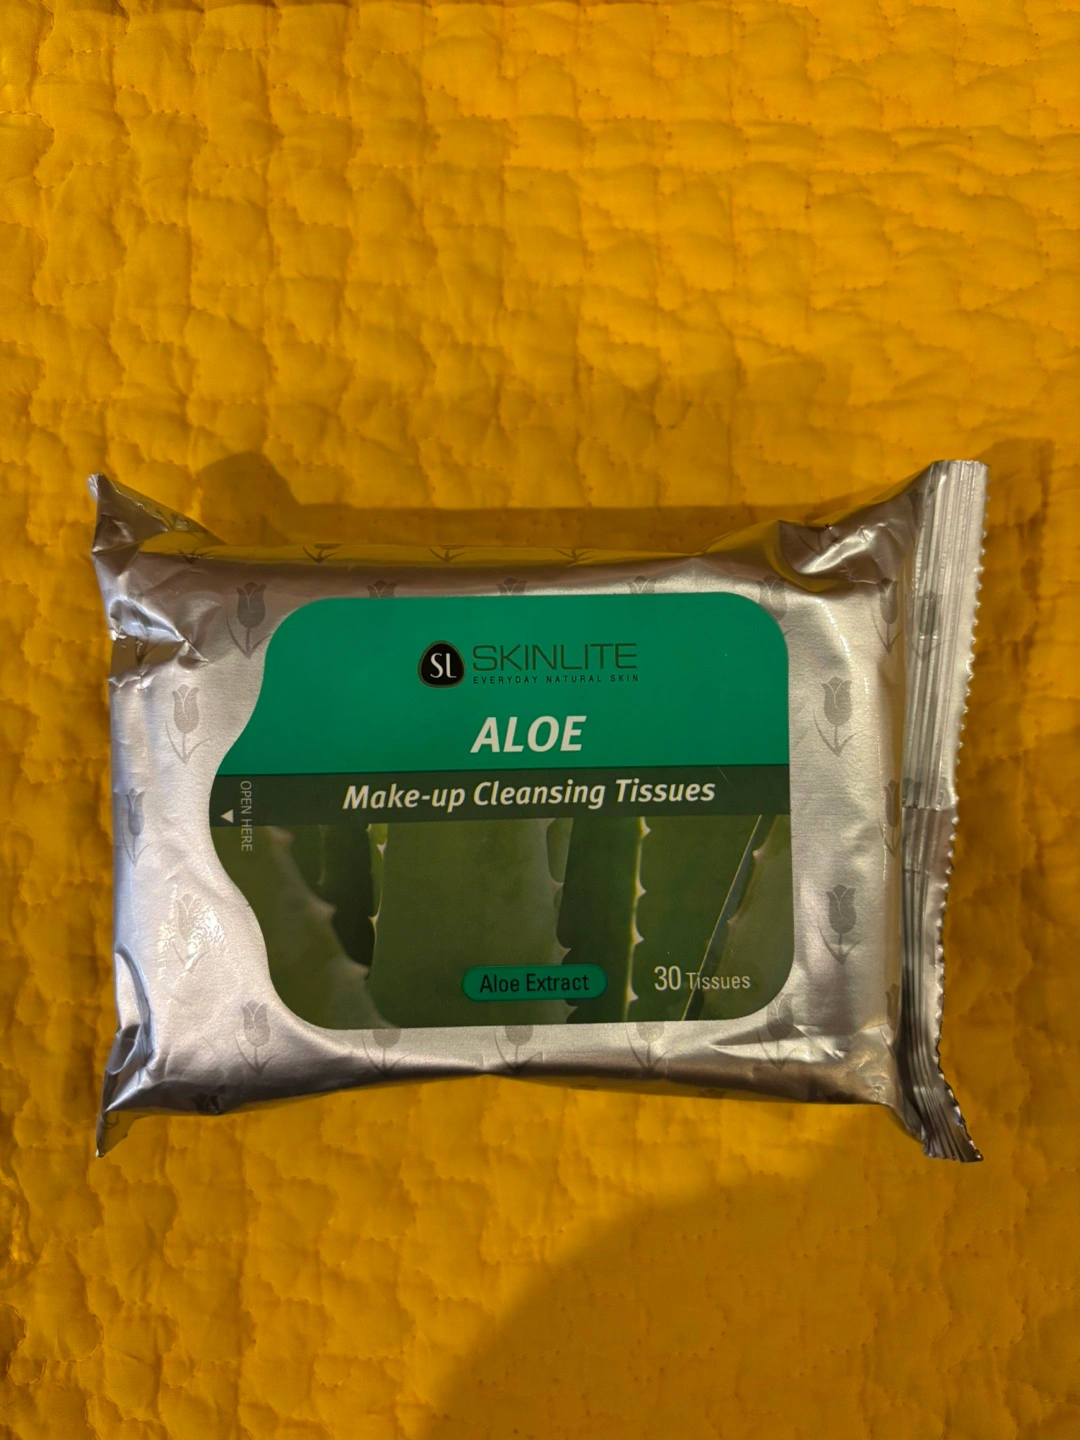 SL SKINLITE
EVERYDAY NATURAL SKIN
ALOE
Make-up Cleansing Tissues
OPEN HERE
Aloe Extract
30 Tissues